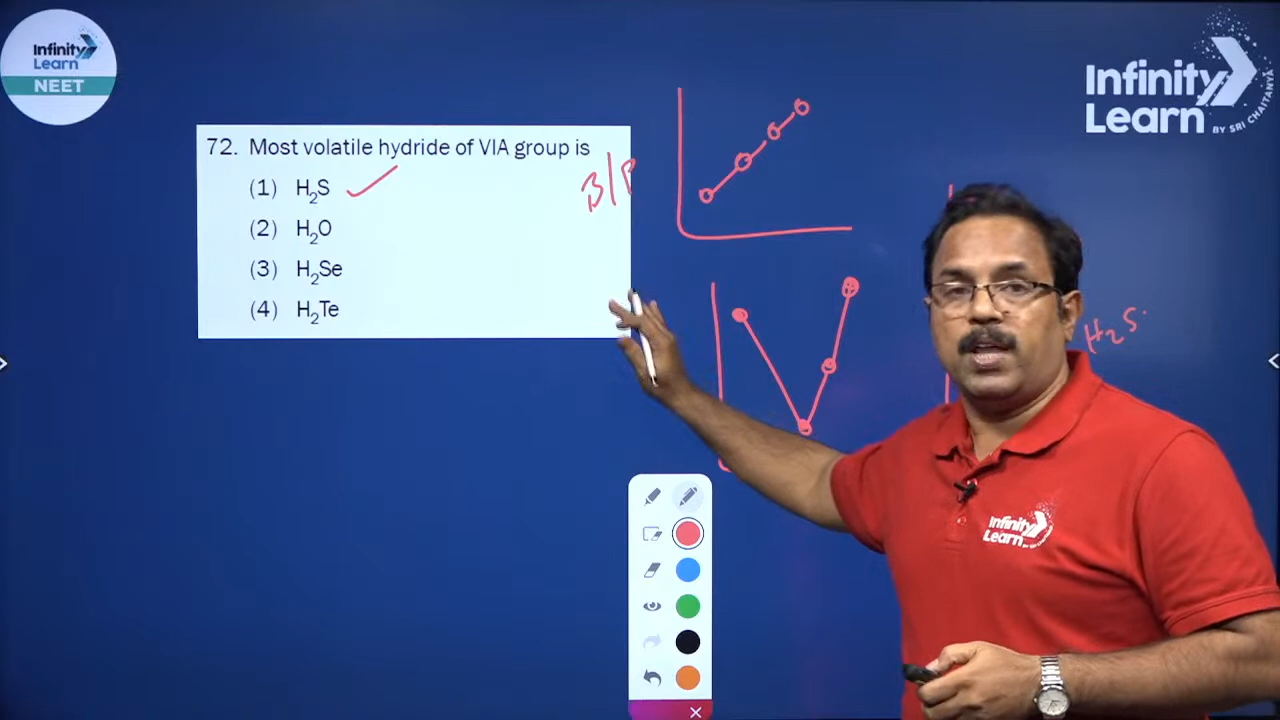 Infinity
Learn
NEET
Infinity
Learn
BY SRI CHAITANYA
72. Most volatile hydride of VIA group is
(1) H₂S
(2) H₂O
(3) H₂Se
(4) H₂Te
B/P
H₂S
Infinity
Learn